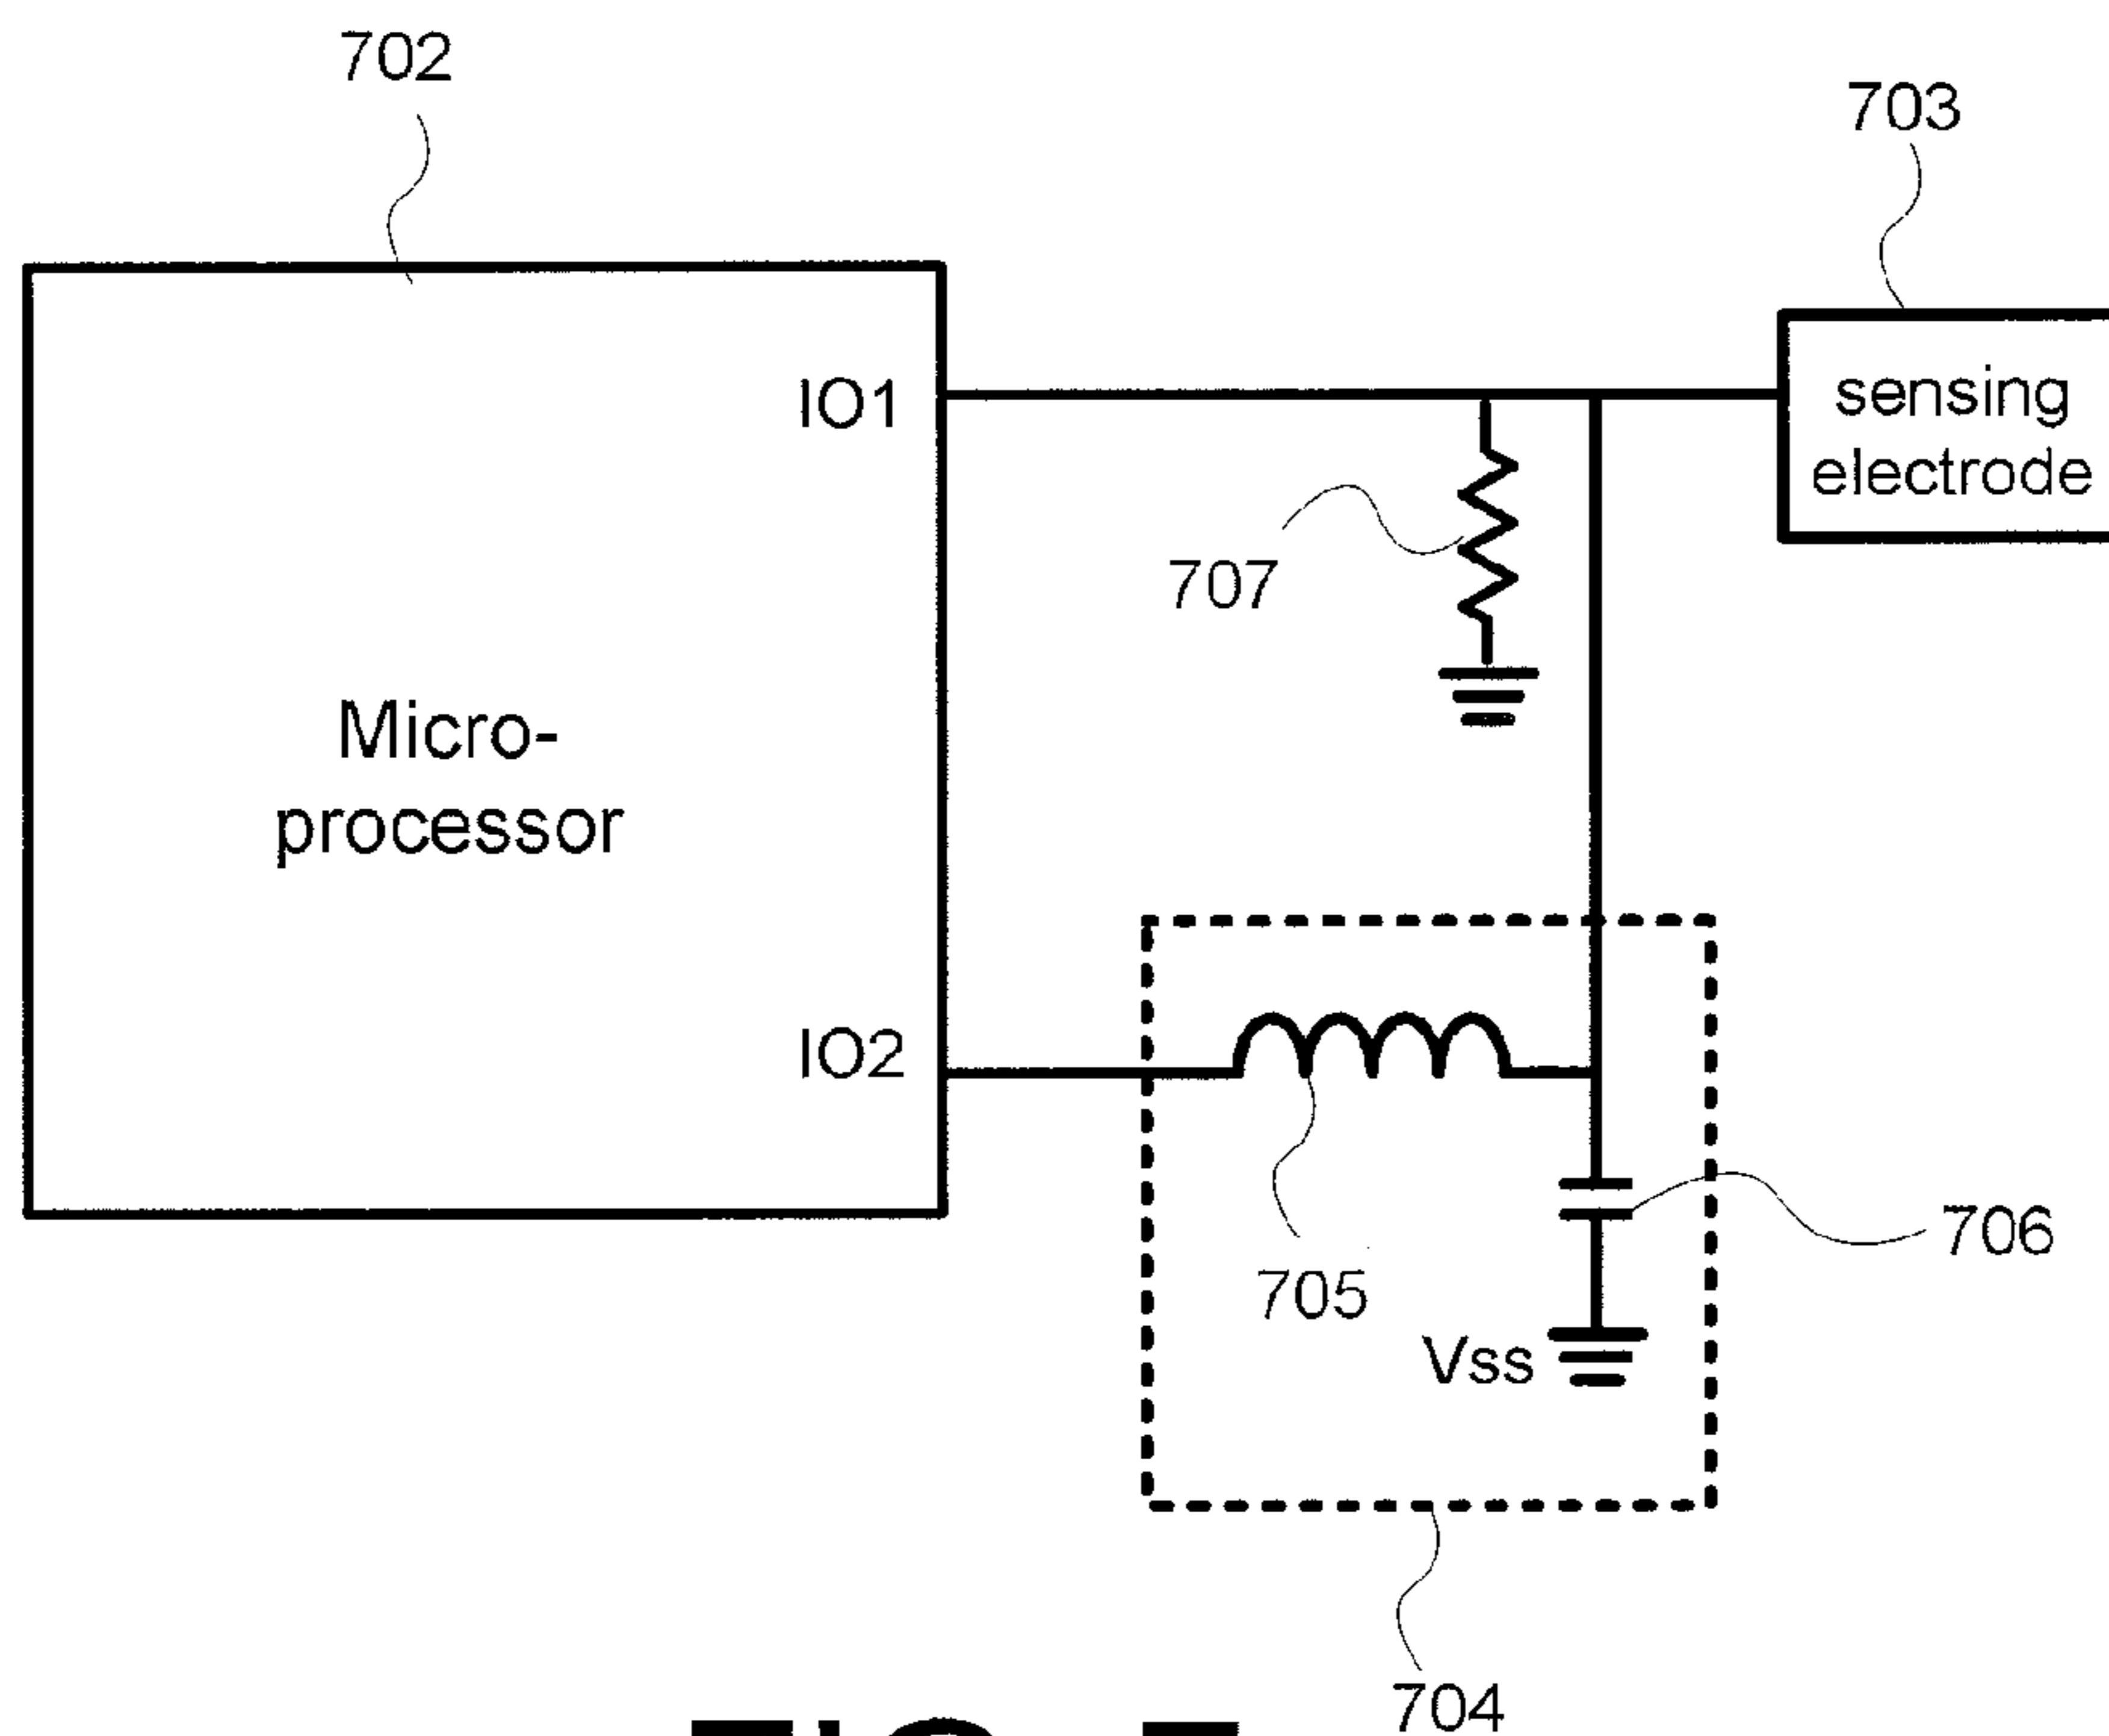 702
703
IO1
sensing
electrode
707
Micro-
processor
IO2
706
705
Vss
704